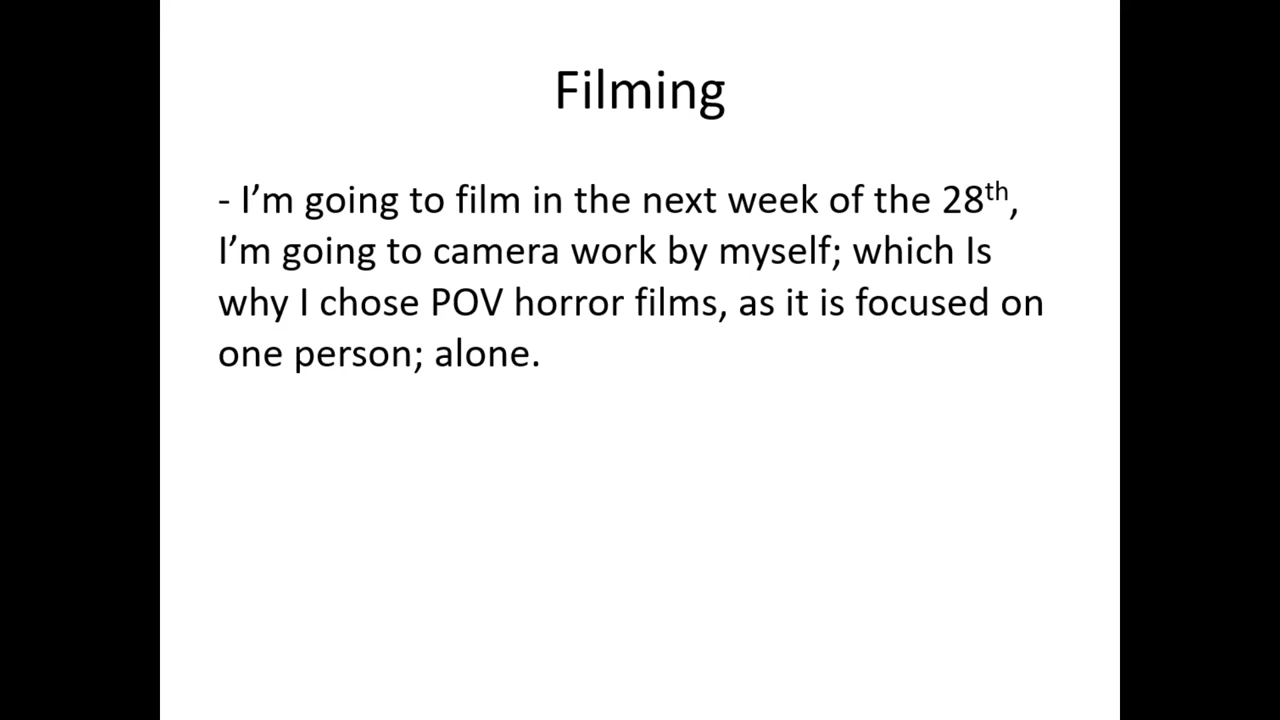 Filming
- I’m going to film in the next week of the 28th,
I’m going to camera work by myself; which Is
why I chose POV horror films, as it is focused on
one person; alone.